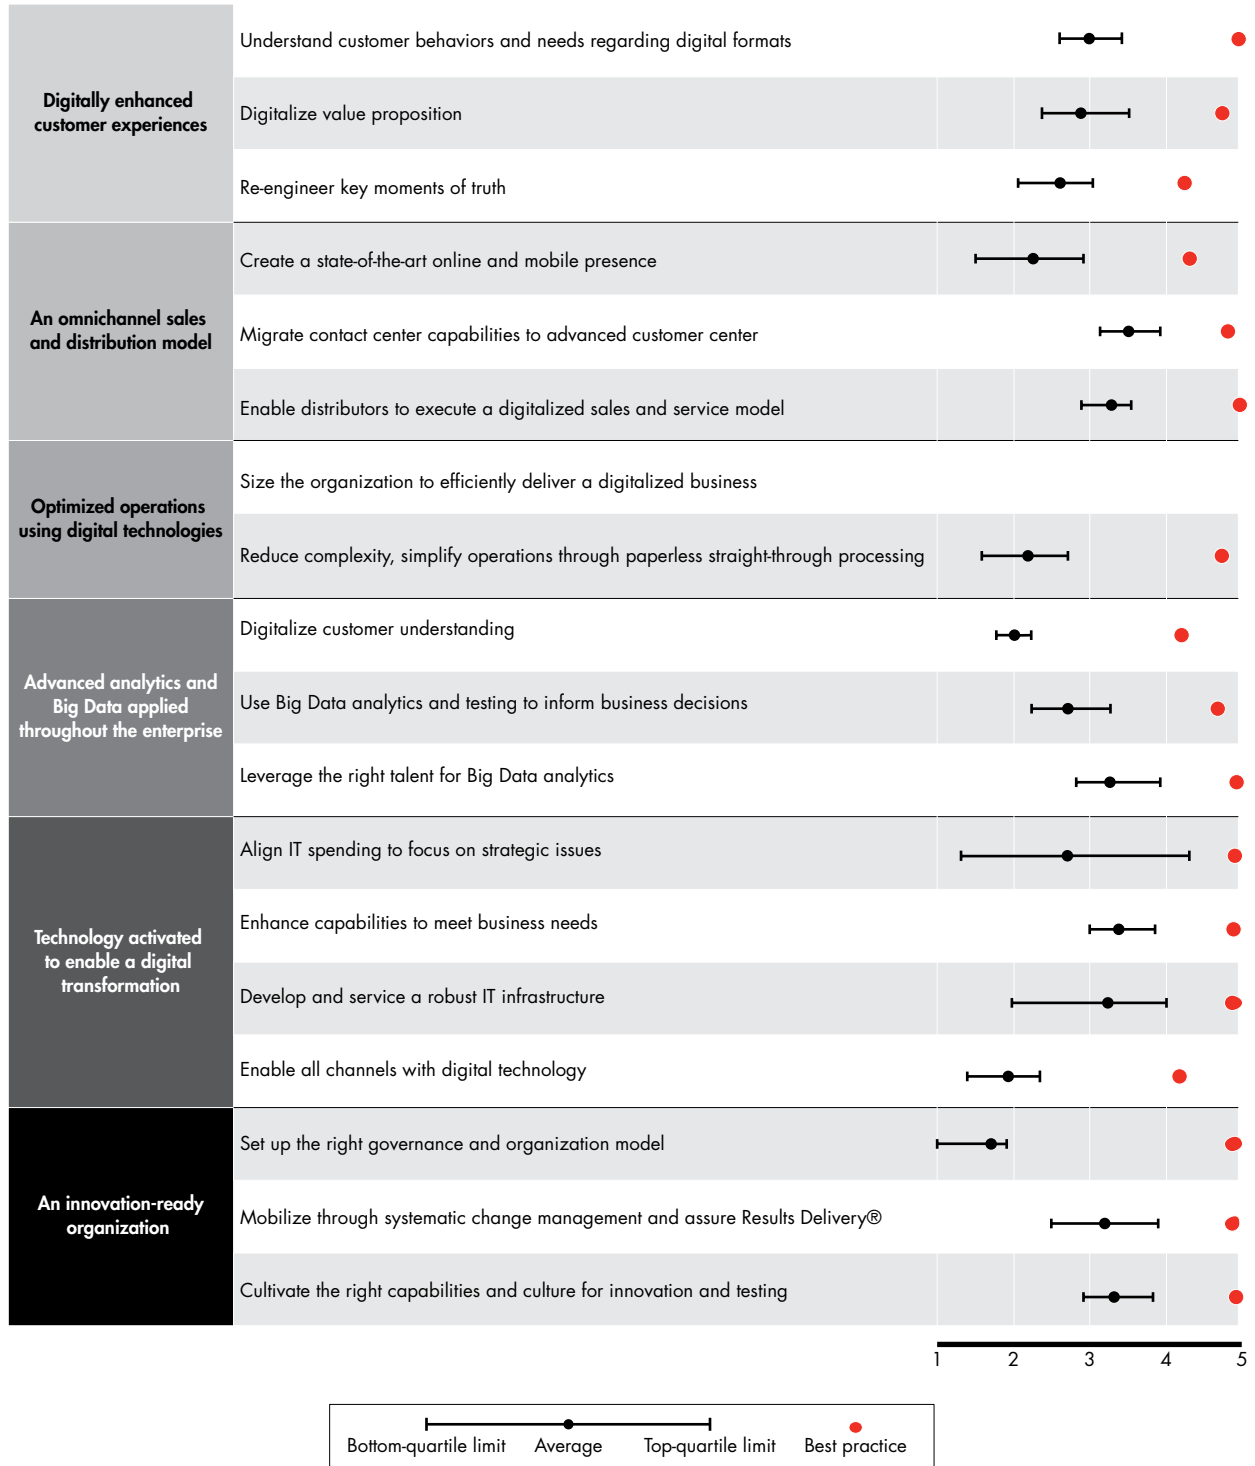 Digitally enhanced
customer experiences
Understand customer behaviors and needs regarding digital formats
Digitalize value proposition
Re-engineer key moments of truth
An omnichannel sales
and distribution model
Create a state-of-the-art online and mobile presence
Migrate contact center capabilities to advanced customer center
Enable distributors to execute a digitalized sales and service model
Optimized operations
using digital technologies
Size the organization to efficiently deliver a digitalized business
Reduce complexity, simplify operations through paperless straight-through processing
Advanced analytics and
Big Data applied
throughout the enterprise
Digitalize customer understanding
Use Big Data analytics and testing to inform business decisions
Leverage the right talent for Big Data analytics
Technology activated
to enable a digital
transformation
Align IT spending to focus on strategic issues
Enhance capabilities to meet business needs
Develop and service a robust IT infrastructure
Enable all channels with digital technology
An innovation-ready
organization
Set up the right governance and organization model
Mobilize through systematic change management and assure Results Delivery®
Cultivate the right capabilities and culture for innovation and testing
1 2 3 4 5
Bottom-quartile limit Average Top-quartile limit Best practice